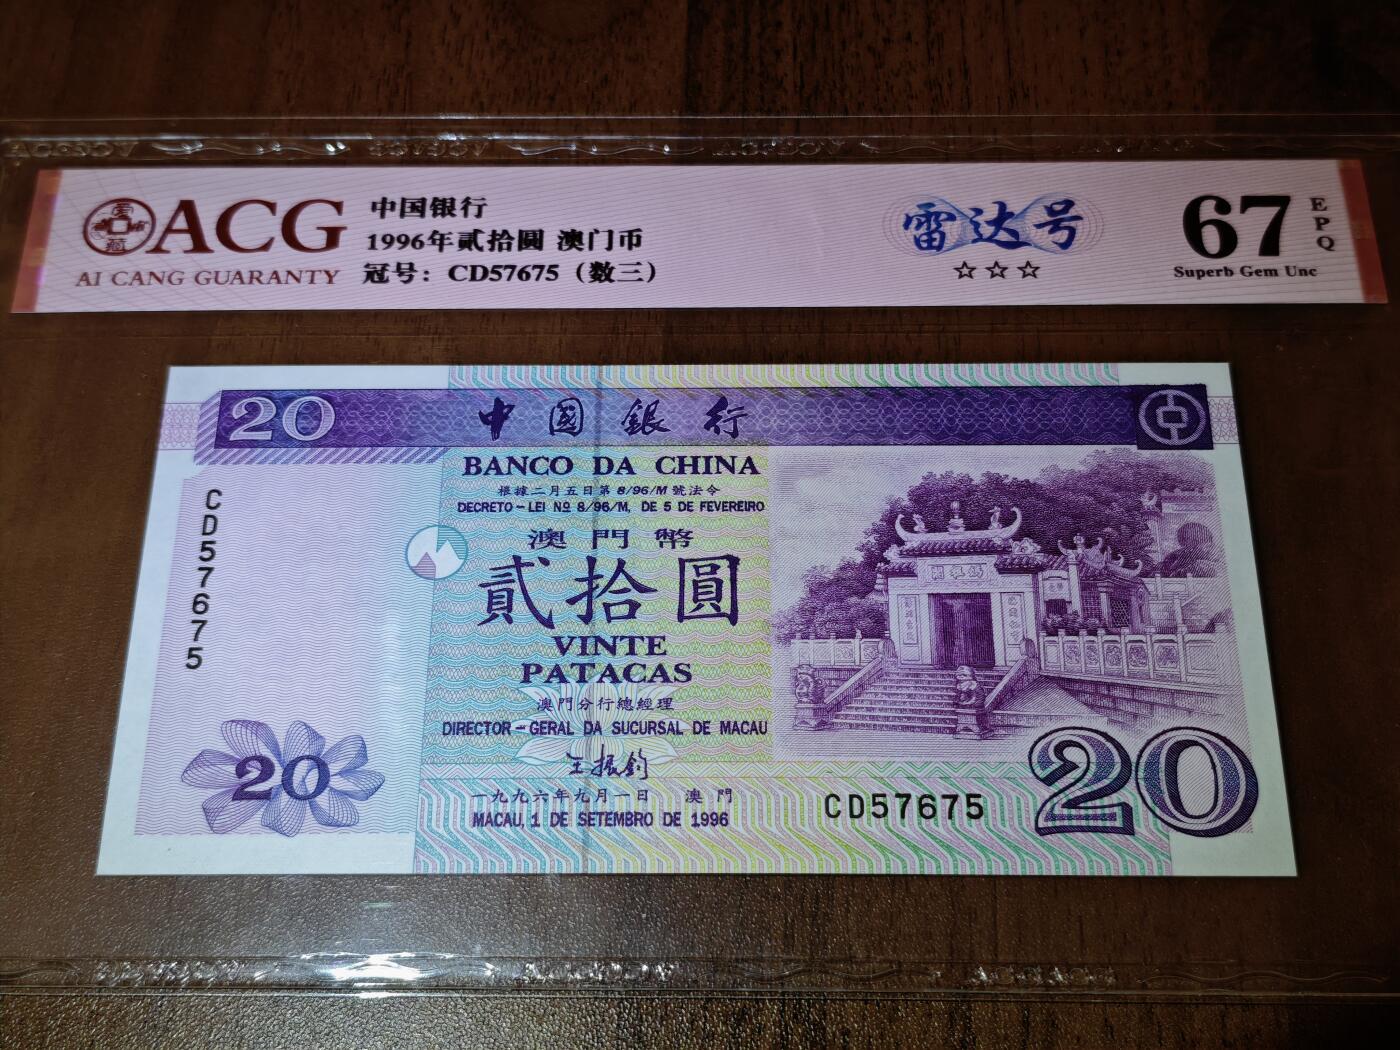 ACG
AI CANG GUARANTY
中国银行
1996年貳拾圓 澳门币
冠号：CD57675（数三）
雷达号
☆☆☆
67
EPQ
Superb Gem Unc
20
中國銀行
BANCO DA CHINA
根據二月五日第 8/96/M 號法令
DECRETO-LEI Nº 8/96/M, DE 5 DE FEVEREIRO
澳門幣
貳拾圓
VINTE
PATACAS
澳門分行總經理
DIRECTOR-GERAL DA SUCURSAL DE MACAU
王振鈞
一九九六年九月一日 澳門
MACAU, 1 DE SETEMBRO DE 1996
CD57675
20
CD57675
20